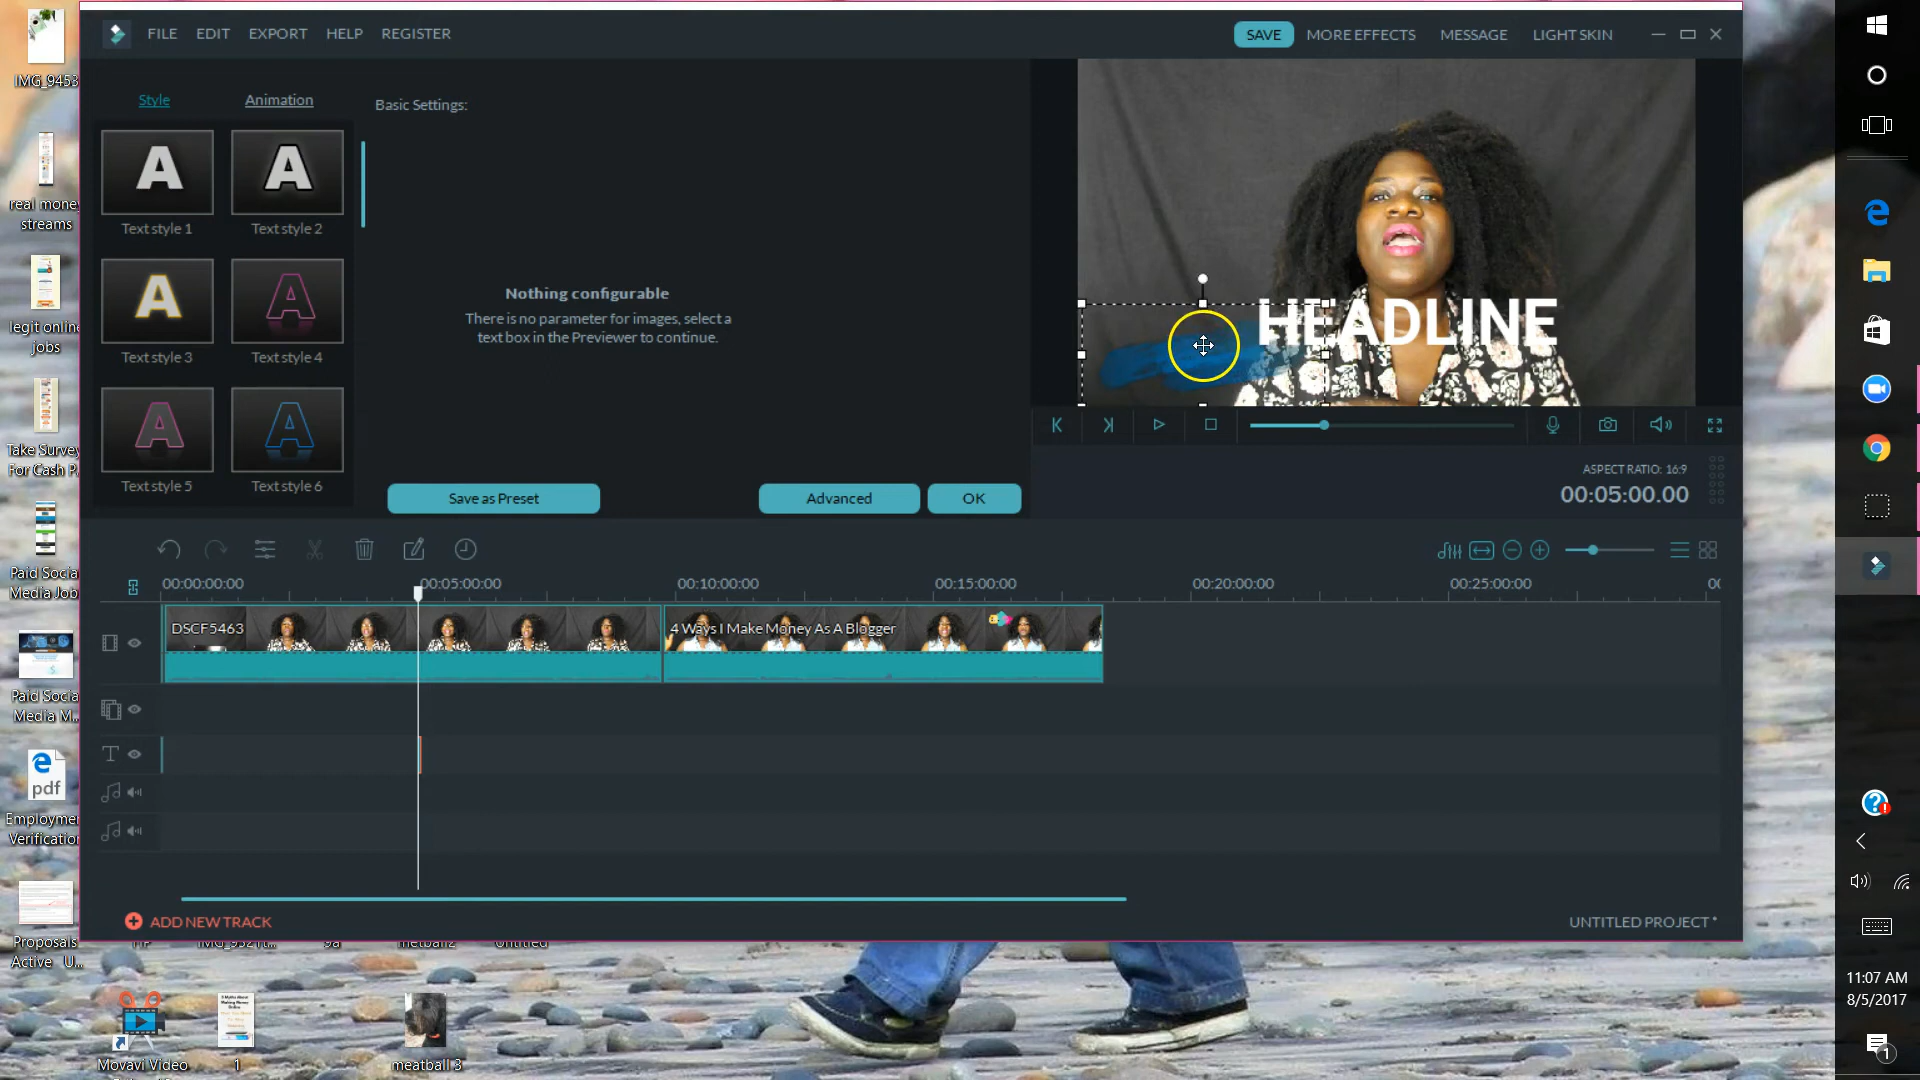 FILE EDIT EXPORT HELP REGISTER
SAVE MORE EFFECTS MESSAGE LIGHT SKIN
Style Animation
Basic Settings:
Text style 1
Text style 2
Text style 3
Text style 4
Text style 5
Text style 6
Nothing configurable
There is no parameter for images, select a
text box in the Previewer to continue.
Save as Preset
Advanced
OK
HEADLINE
ASPECT RATIO: 16:9
00:05:00.00
00:00:00:00 00:05:00:00 00:10:00:00 00:15:00:00 00:20:00:00 00:25:00:00
DSCF5463
4 Ways I Make Money As A Blogger
ADD NEW TRACK
UNTITLED PROJECT *
IMG_9453
real mone
streams
legit online
jobs
Take Survey
For Cash P
Paid Socia
Media Job
Paid Socia
Media M...
pdf
Employme
Verification
Proposals
Active U...
Movavi Video
1
meatball 3
Untitled
11:07 AM
8/5/2017
1